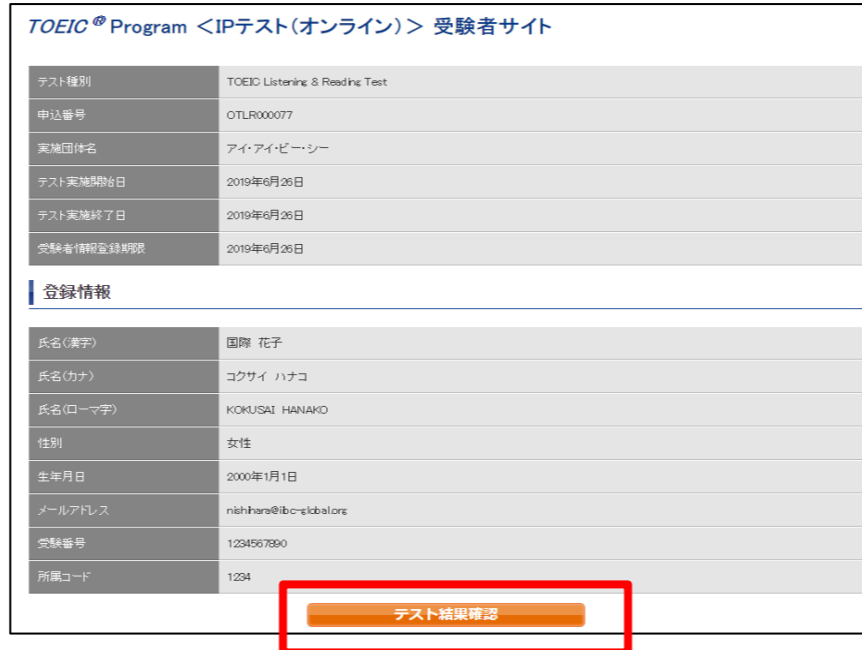 TOEIC® Program <IPテスト(オンライン)> 受験者サイト
テスト種別 TOEIC Listening & Reading Test
申込番号 OTLR000077
実施団体名 アイ・アイ・ビー・シー
テスト実施開始日 2019年6月26日
テスト実施終了日 2019年6月26日
受験者情報登録期限 2019年6月26日
登録情報
氏名(漢字) 国際 花子
氏名(カナ) コクサイ ハナコ
氏名(ローマ字) KOKUSAI HANAKO
性別 女性
生年月日 2000年1月1日
メールアドレス nishihara@iibc-global.org
受験番号 1234567890
所属コード 1234
テスト結果確認